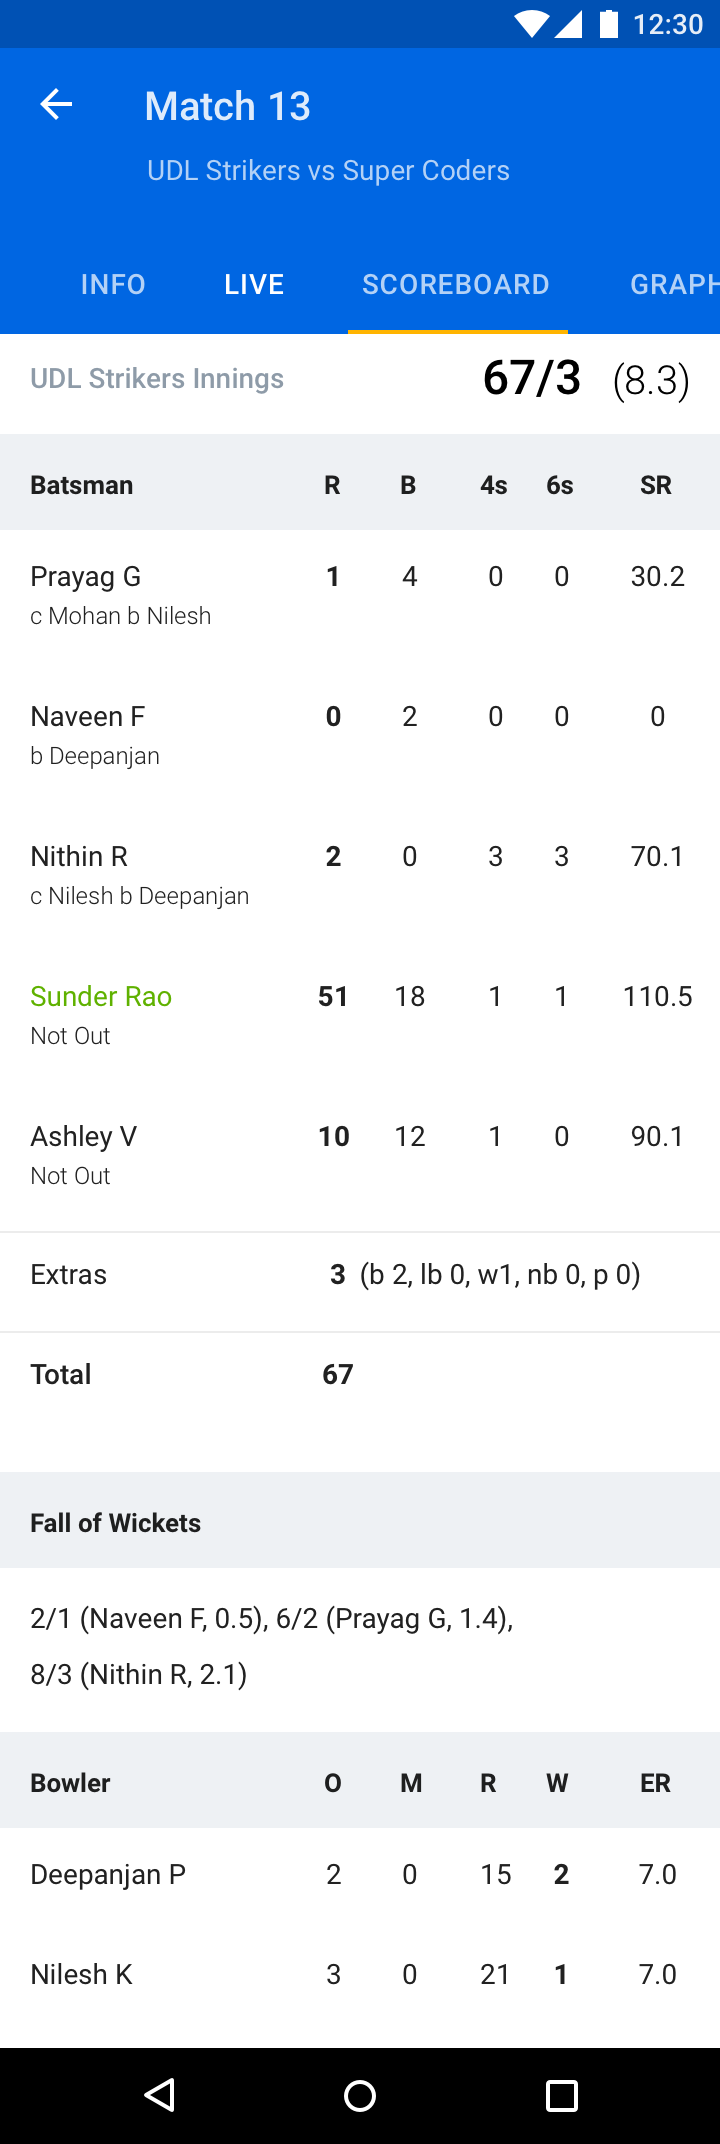 12:30
Match 13
UDL Strikers vs Super Coders
INFO LIVE SCOREBOARD GRAPH
UDL Strikers Innings 67/3 (8.3)
Batsman R B 4s 6s SR
Prayag G 1 4 0 0 30.2
c Mohan b Nilesh
Naveen F 0 2 0 0 0
b Deepanjan
Nithin R 2 0 3 3 70.1
c Nilesh b Deepanjan
Sunder Rao 51 18 1 1 110.5
Not Out
Ashley V 10 12 1 0 90.1
Not Out
Extras 3 (b 2, lb 0, w1, nb 0, p 0)
Total 67
Fall of Wickets
2/1 (Naveen F, 0.5), 6/2 (Prayag G, 1.4),
8/3 (Nithin R, 2.1)
Bowler O M R W ER
Deepanjan P 2 0 15 2 7.0
Nilesh K 3 0 21 1 7.0